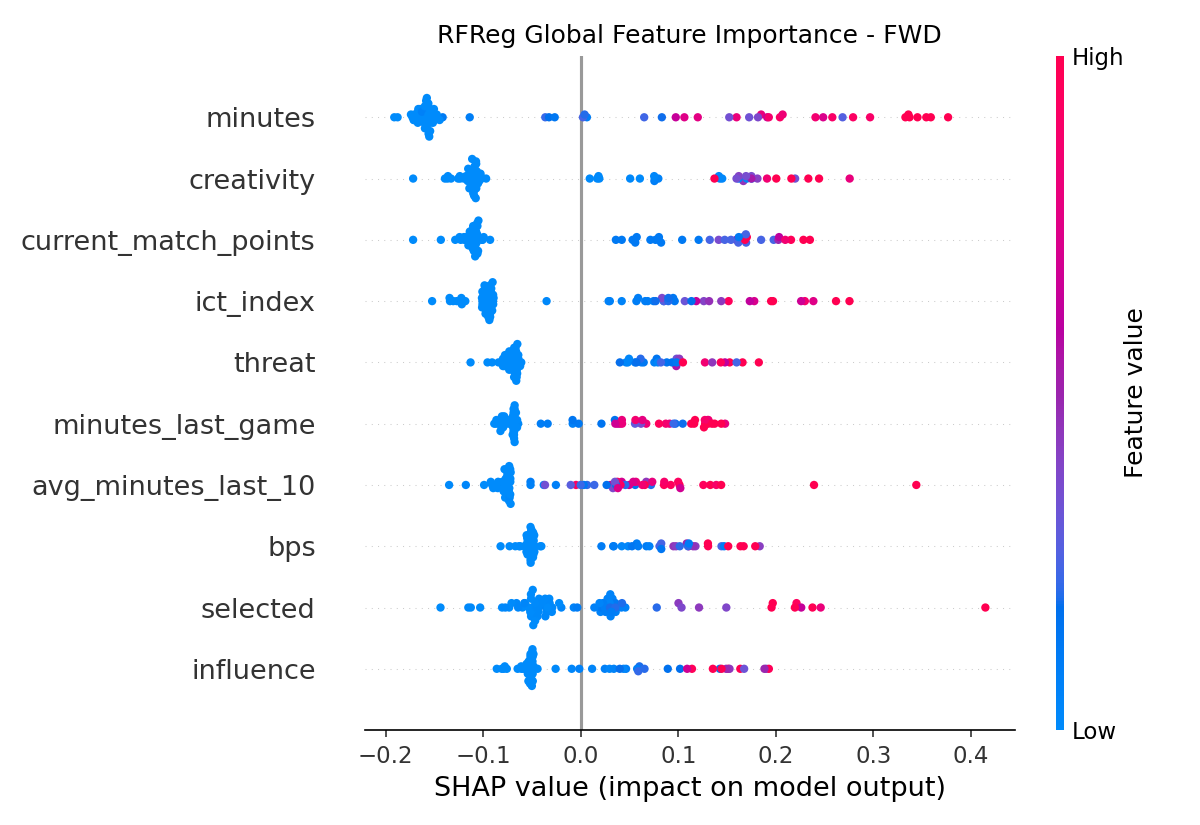 RFReg Global Feature Importance - FWD
High
minutes
creativity
current_match_points
ict_index
threat
minutes_last_game
avg_minutes_last_10
bps
selected
influence
Feature value
Low
−0.2 −0.1 0.0 0.1 0.2 0.3 0.4
SHAP value (impact on model output)